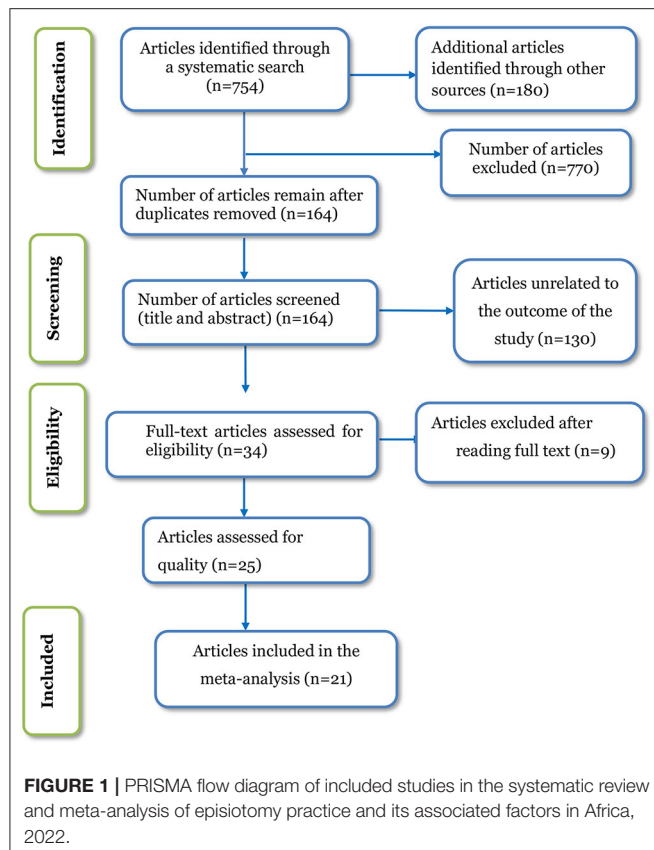 Identification
Articles identified through
a systematic search
(n=754)
Additional articles
identified through other
sources (n=180)
Number of articles
excluded (n=770)
Number of articles remain after
duplicates removed (n=164)
Screening
Number of articles screened
(title and abstract) (n=164)
Articles unrelated to
the outcome of the
study (n=130)
Eligibility
Full-text articles assessed for
eligibility (n=34)
Articles excluded after
reading full text (n=9)
Articles assessed for
quality (n=25)
Included
Articles included in the
meta-analysis (n=21)
FIGURE 1 | PRISMA flow diagram of included studies in the systematic review
and meta-analysis of episiotomy practice and its associated factors in Africa,
2022.